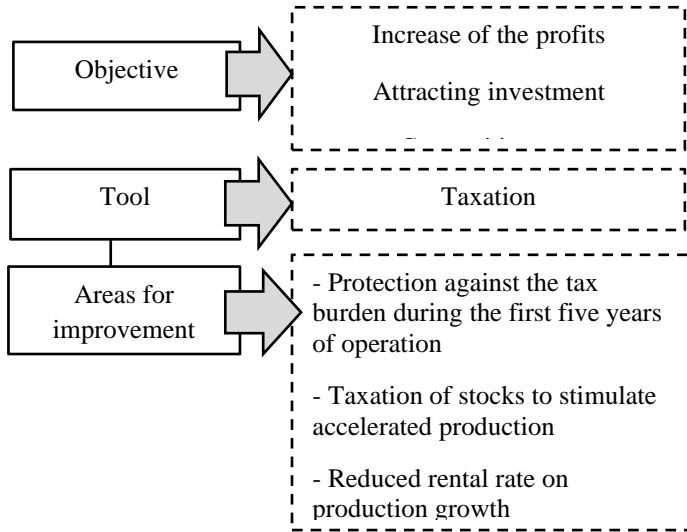 Objective
Increase of the profits
Attracting investment
Tool
Taxation
Areas for
improvement
- Protection against the tax
burden during the first five years
of operation
- Taxation of stocks to stimulate
accelerated production
- Reduced rental rate on
production growth